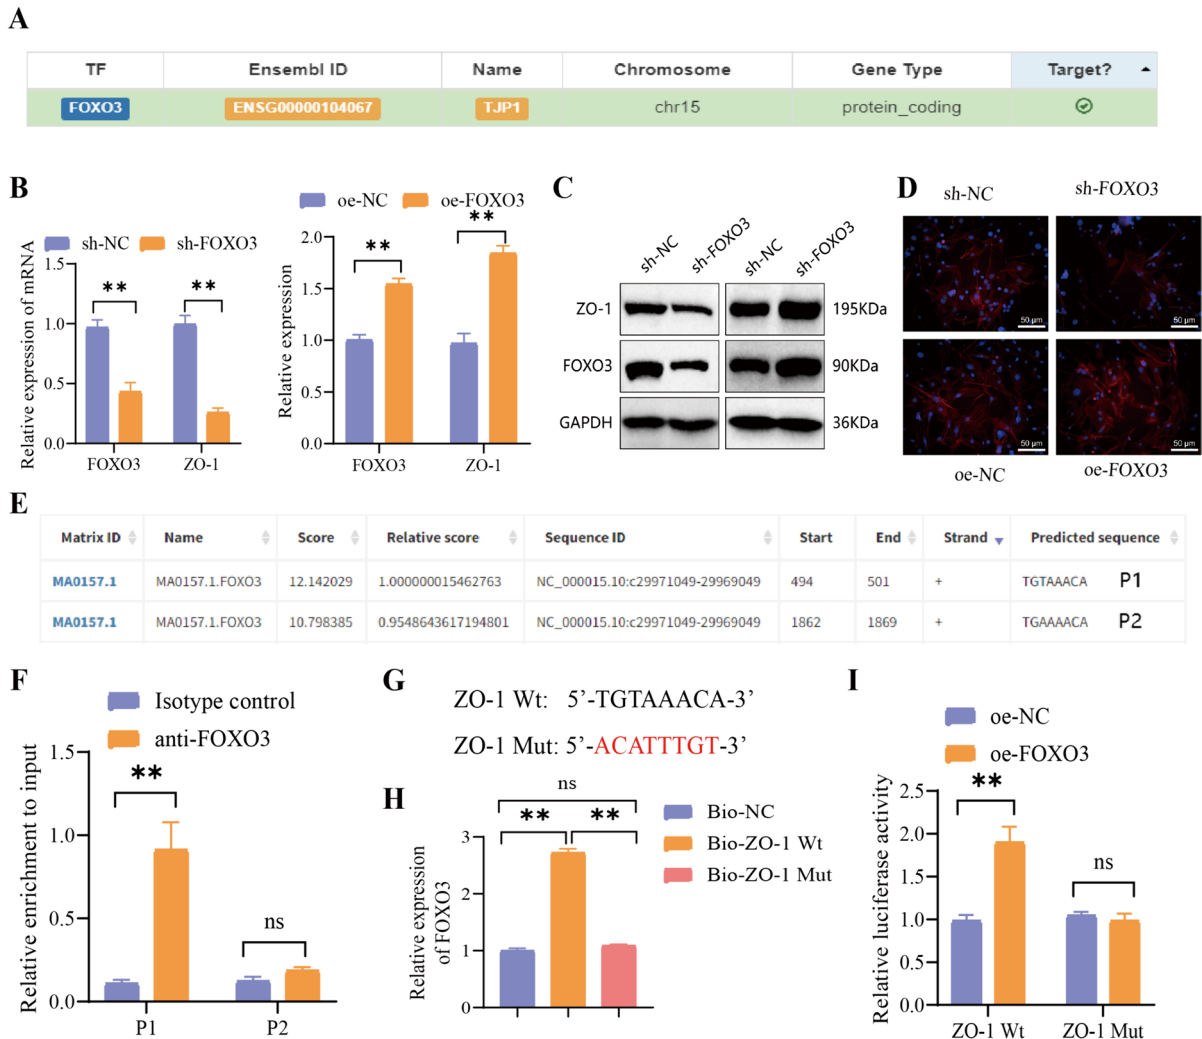 A
TF Ensembl ID Name Chromosome Gene Type Target?
FOXO3 ENSG00000104067 TJP1 chr15 protein_coding
B
sh-NC sh-FOXO3
Relative expression of mRNA
1.5
1.0
0.5
0.0
** **
FOXO3 ZO-1
oe-NC oe-FOXO3
Relative expression
2.0
1.5
1.0
0.5
0.0
** **
FOXO3 ZO-1
C
sh-NC sh-FOXO3 sh-NC sh-FOXO3
ZO-1 195KDa
FOXO3 90KDa
GAPDH 36KDa
D
sh-NC sh-FOXO3
50 μm 50 μm
50 μm 50 μm
oe-NC oe-FOXO3
E
Matrix ID Name Score Relative score Sequence ID Start End Strand Predicted sequence
MA0157.1 MA0157.1.FOXO3 12.142029 1.000000015462763 NC_000015.10:c29971049-29969049 494 501 + TGTAAACA P1
MA0157.1 MA0157.1.FOXO3 10.798385 0.9548643617194801 NC_000015.10:c29971049-29969049 1862 1869 + TGAAAACA P2
F
Isotype control
anti-FOXO3
Relative enrichment to input
1.5
1.0
0.5
0.0
** ns
P1 P2
G
ZO-1 Wt: 5’-TGTAAACA-3’
ZO-1 Mut: 5’-ACATTTGT-3’
H
ns
** **
Bio-NC
Bio-ZO-1 Wt
Bio-ZO-1 Mut
Relative expression
of FOXO3
3
2
1
0
I
oe-NC
oe-FOXO3
Relative luciferase activity
2.5
2.0
1.5
1.0
0.5
0.0
** ns
ZO-1 Wt ZO-1 Mut